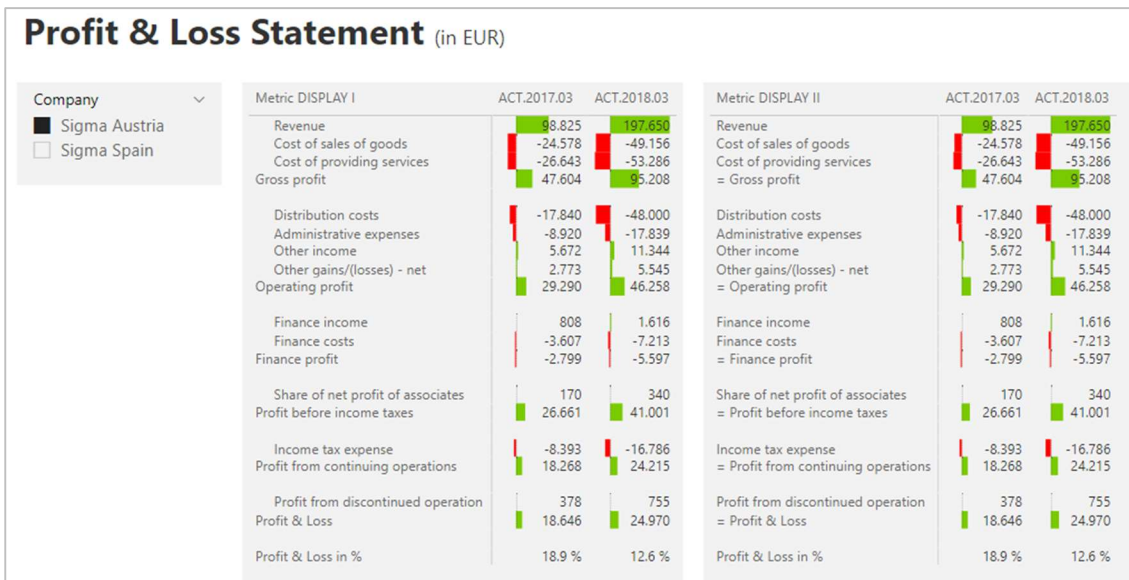 Profit & Loss Statement (in EUR)
Company
Sigma Austria
Sigma Spain
Metric DISPLAY I ACT.2017.03 ACT.2018.03
Revenue 98.825 197.650
Cost of sales of goods -24.578 -49.156
Cost of providing services -26.643 -53.286
Gross profit 47.604 95.208
Distribution costs -17.840 -48.000
Administrative expenses -8.920 -17.839
Other income 5.672 11.344
Other gains/(losses) - net 2.773 5.545
Operating profit 29.290 46.258
Finance income 808 1.616
Finance costs -3.607 -7.213
Finance profit -2.799 -5.597
Share of net profit of associates 170 340
Profit before income taxes 26.661 41.001
Income tax expense -8.393 -16.786
Profit from continuing operations 18.268 24.215
Profit from discontinued operation 378 755
Profit & Loss 18.646 24.970
Profit & Loss in % 18.9 % 12.6 %
Metric DISPLAY II ACT.2017.03 ACT.2018.03
Revenue 98.825 197.650
Cost of sales of goods -24.578 -49.156
Cost of providing services -26.643 -53.286
= Gross profit 47.604 95.208
Distribution costs -17.840 -48.000
Administrative expenses -8.920 -17.839
Other income 5.672 11.344
Other gains/(losses) - net 2.773 5.545
= Operating profit 29.290 46.258
Finance income 808 1.616
Finance costs -3.607 -7.213
= Finance profit -2.799 -5.597
Share of net profit of associates 170 340
= Profit before income taxes 26.661 41.001
Income tax expense -8.393 -16.786
= Profit from continuing operations 18.268 24.215
Profit from discontinued operation 378 755
= Profit & Loss 18.646 24.970
Profit & Loss in % 18.9 % 12.6 %